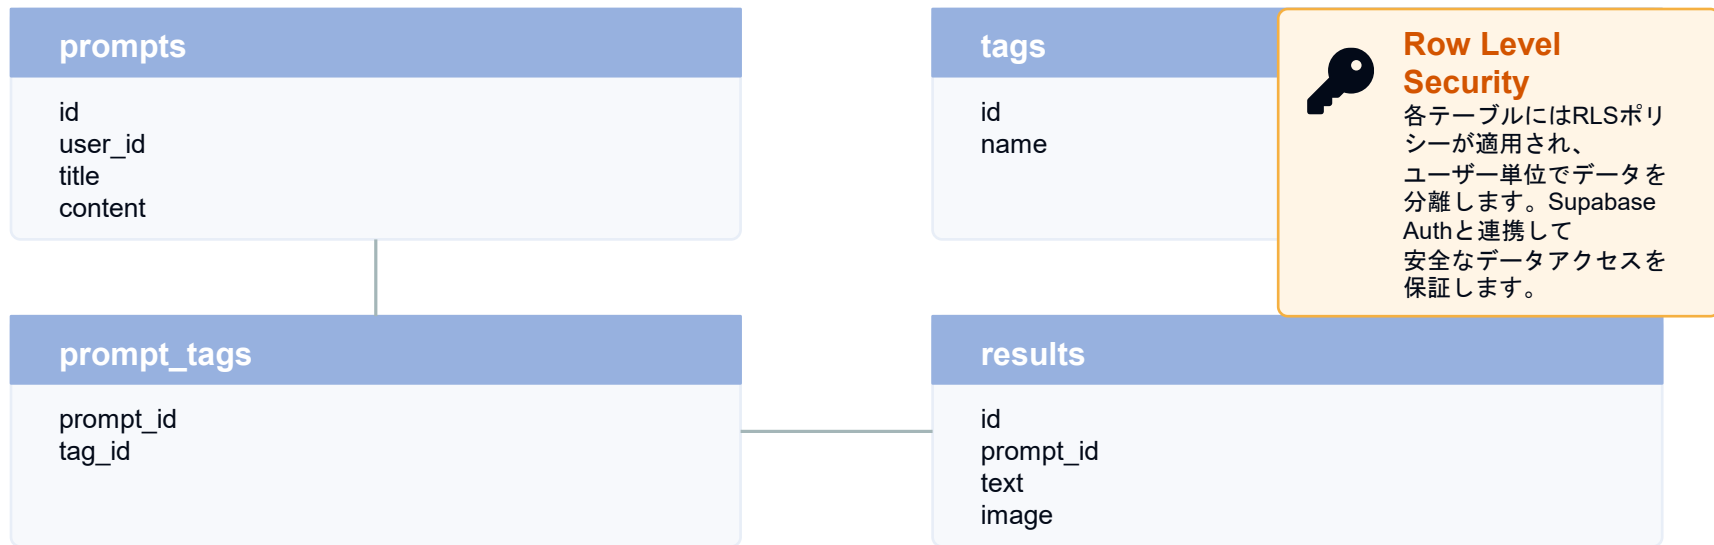 prompts
id
user_id
title
content
tags
id
name
Row Level
Security
各テーブルにはRLSポリ
シーが適用され、
ユーザー単位でデータを
分離します。Supabase
Authと連携して
安全なデータアクセスを
保証します。
prompt_tags
prompt_id
tag_id
results
id
prompt_id
text
image